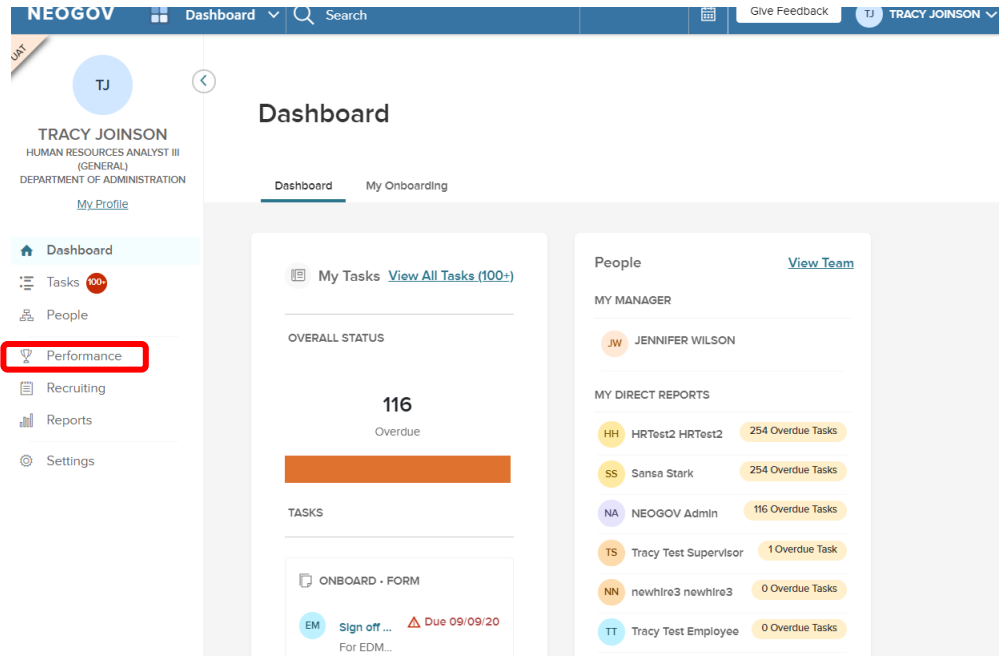 NEOGOV
Dashboard
Search
Give Feedback
TJ
TRACY JOINSON
UAT
TJ
TRACY JOINSON
HUMAN RESOURCES ANALYST III
(GENERAL)
DEPARTMENT OF ADMINISTRATION
My Profile
Dashboard
Tasks 100+
People
Performance
Recruiting
Reports
Settings
Dashboard
Dashboard My Onboarding
My Tasks View All Tasks (100+)
OVERALL STATUS
116
Overdue
TASKS
ONBOARD • FORM
EM Sign off ... Due 09/09/20
For EDM...
People View Team
MY MANAGER
JW JENNIFER WILSON
MY DIRECT REPORTS
HH HRTest2 HRTest2 254 Overdue Tasks
SS Sansa Stark 254 Overdue Tasks
NA NEOGOV Admin 116 Overdue Tasks
TS Tracy Test Supervisor 1 Overdue Task
NN newhire3 newhire3 0 Overdue Tasks
TT Tracy Test Employee 0 Overdue Tasks